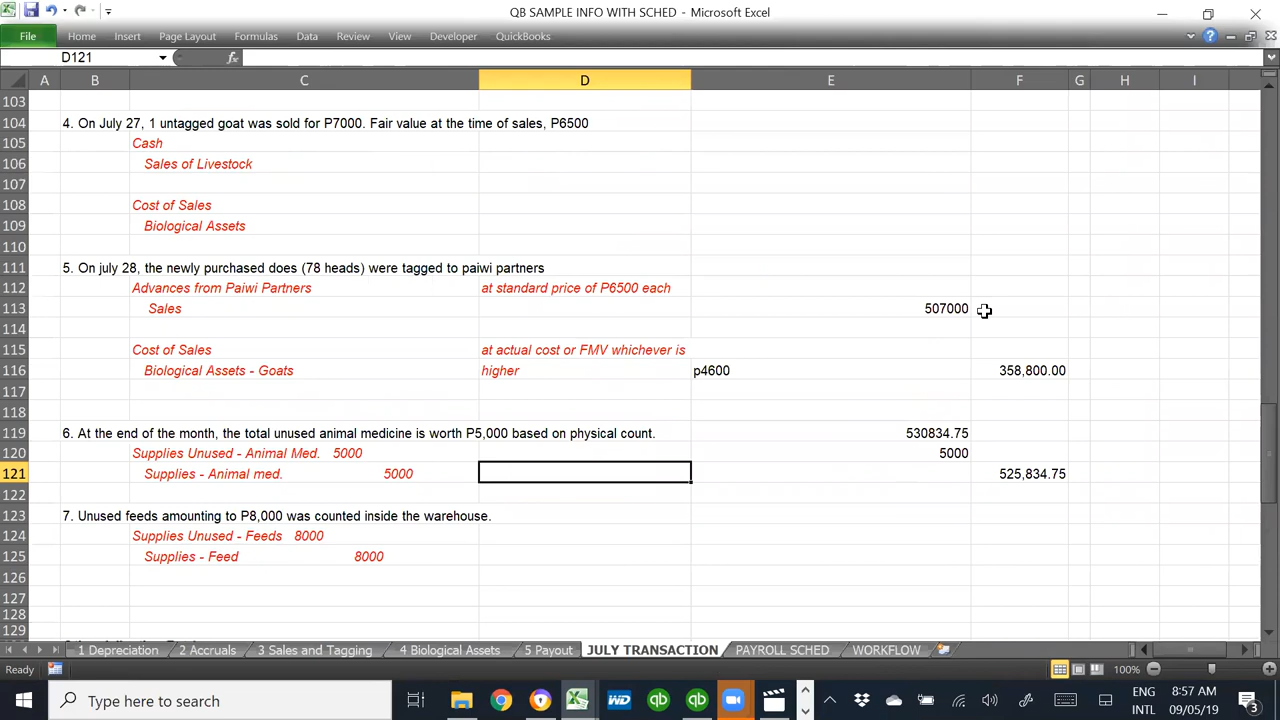 QB SAMPLE INFO WITH SCHED - Microsoft Excel
File Home Insert Page Layout Formulas Data Review View Developer QuickBooks
D121 fx
A B C D E F G H I
103
104 4. On July 27, 1 untagged goat was sold for P7000. Fair value at the time of sales, P6500
105 Cash
106 Sales of Livestock
107
108 Cost of Sales
109 Biological Assets
110
111 5. On july 28, the newly purchased does (78 heads) were tagged to paiwi partners
112 Advances from Paiwi Partners at standard price of P6500 each
113 Sales 507000
114
115 Cost of Sales at actual cost or FMV whichever is
116 Biological Assets - Goats higher p4600 358,800.00
117
118
119 6. At the end of the month, the total unused animal medicine is worth P5,000 based on physical count. 530834.75
120 Supplies Unused - Animal Med. 5000 5000
121 Supplies - Animal med. 5000 525,834.75
122
123 7. Unused feeds amounting to P8,000 was counted inside the warehouse.
124 Supplies Unused - Feeds 8000
125 Supplies - Feed 8000
126
127
128
129
1 Depreciation 2 Accruals 3 Sales and Tagging 4 Biological Assets 5 Payout JULY TRANSACTION PAYROLL SCHED WORKFLOW
Ready 100%
Type here to search WD qb qb ENG INTL 8:57 AM 09/05/19 3